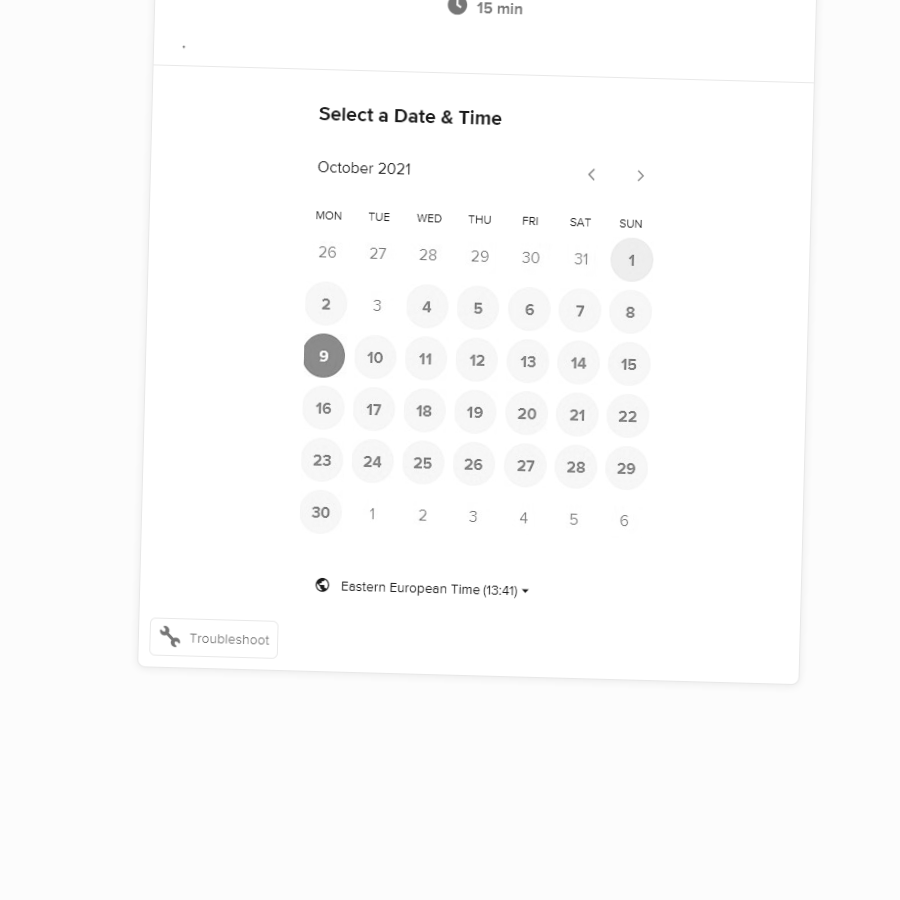 15 min
.
Select a Date & Time
October 2021
MON TUE WED THU FRI SAT SUN
26 27 28 29 30 31 1
2 3 4 5 6 7 8
9 10 11 12 13 14 15
16 17 18 19 20 21 22
23 24 25 26 27 28 29
30 1 2 3 4 5 6
Eastern European Time (13:41)
Troubleshoot